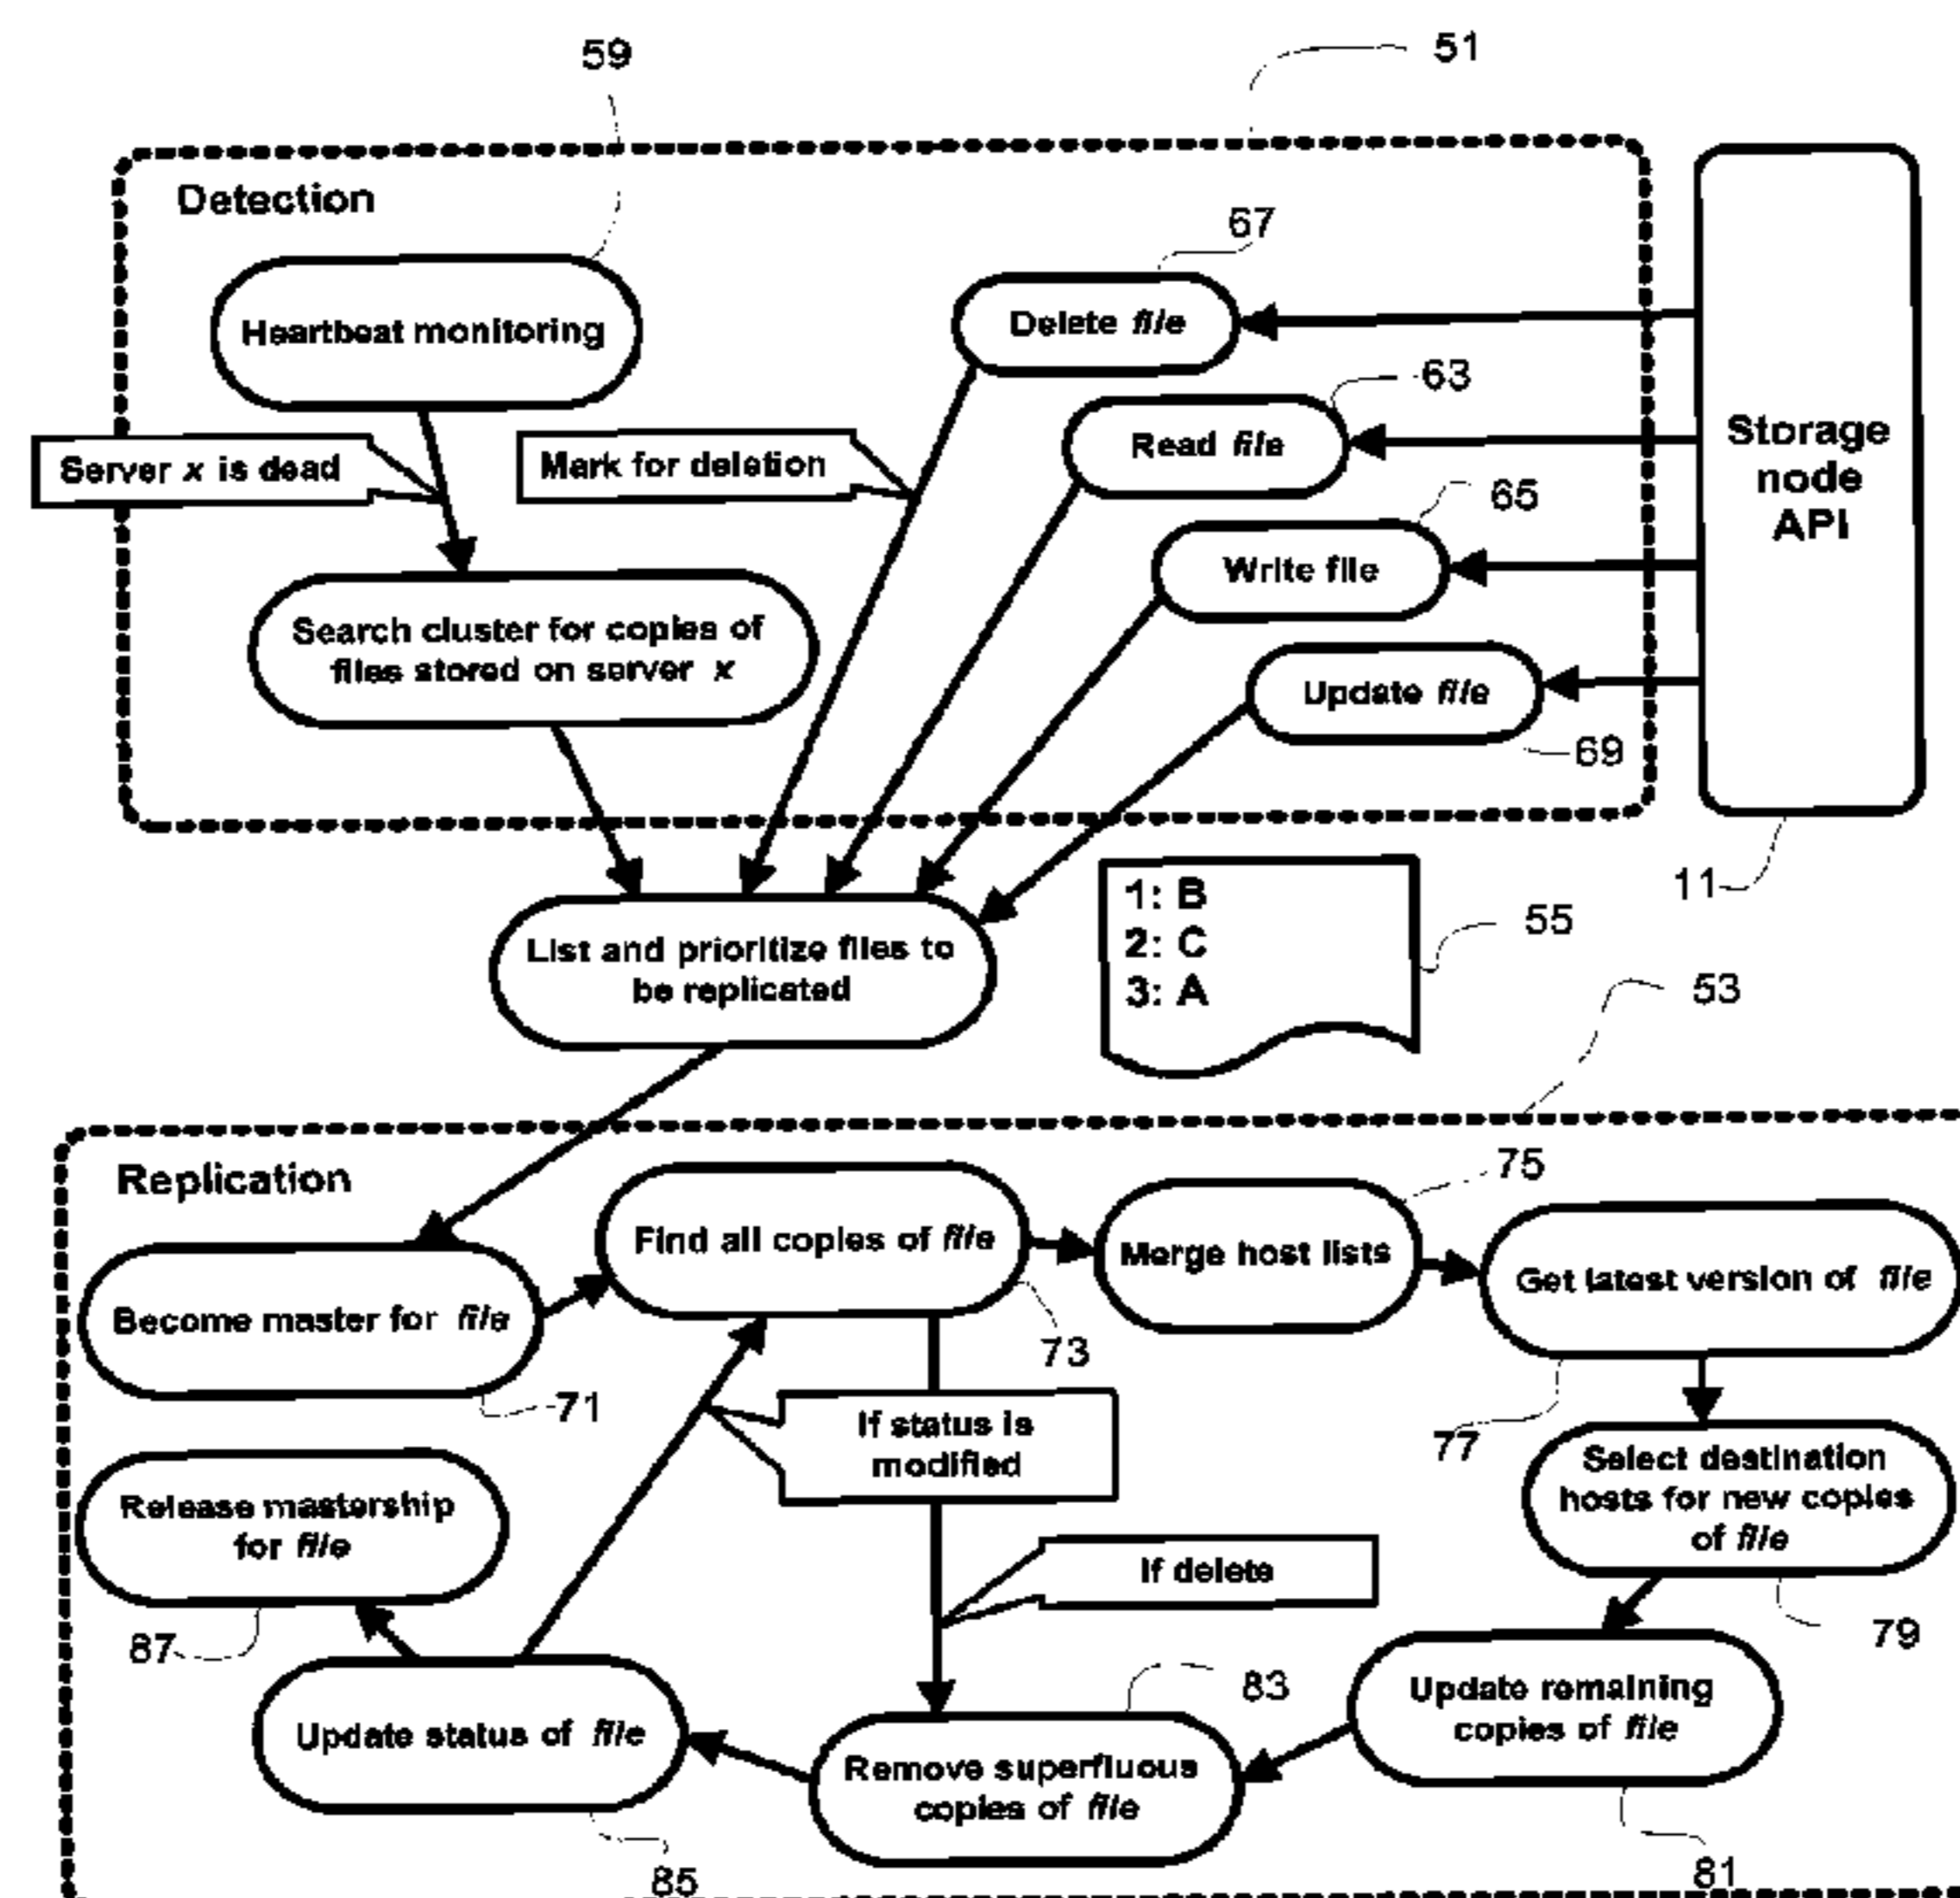 59
51
Detection
67
Heartbeat monitoring
Delete file
63
Read file
Storage
node
API
Server x is dead
Mark for deletion
65
Write file
Search cluster for copies of
files stored on server x
Update file
69
11
1: B
2: C
3: A
55
List and prioritize files to
be replicated
53
Replication
75
Find all copies of file
Merge host lists
Get latest version of file
Become master for file
73
71
If status is
modified
77
Select destination
hosts for new copies
of file
Release mastership
for file
If delete
87
79
83
Update remaining
copies of file
Update status of file
Remove superfluous
copies of file
85
81